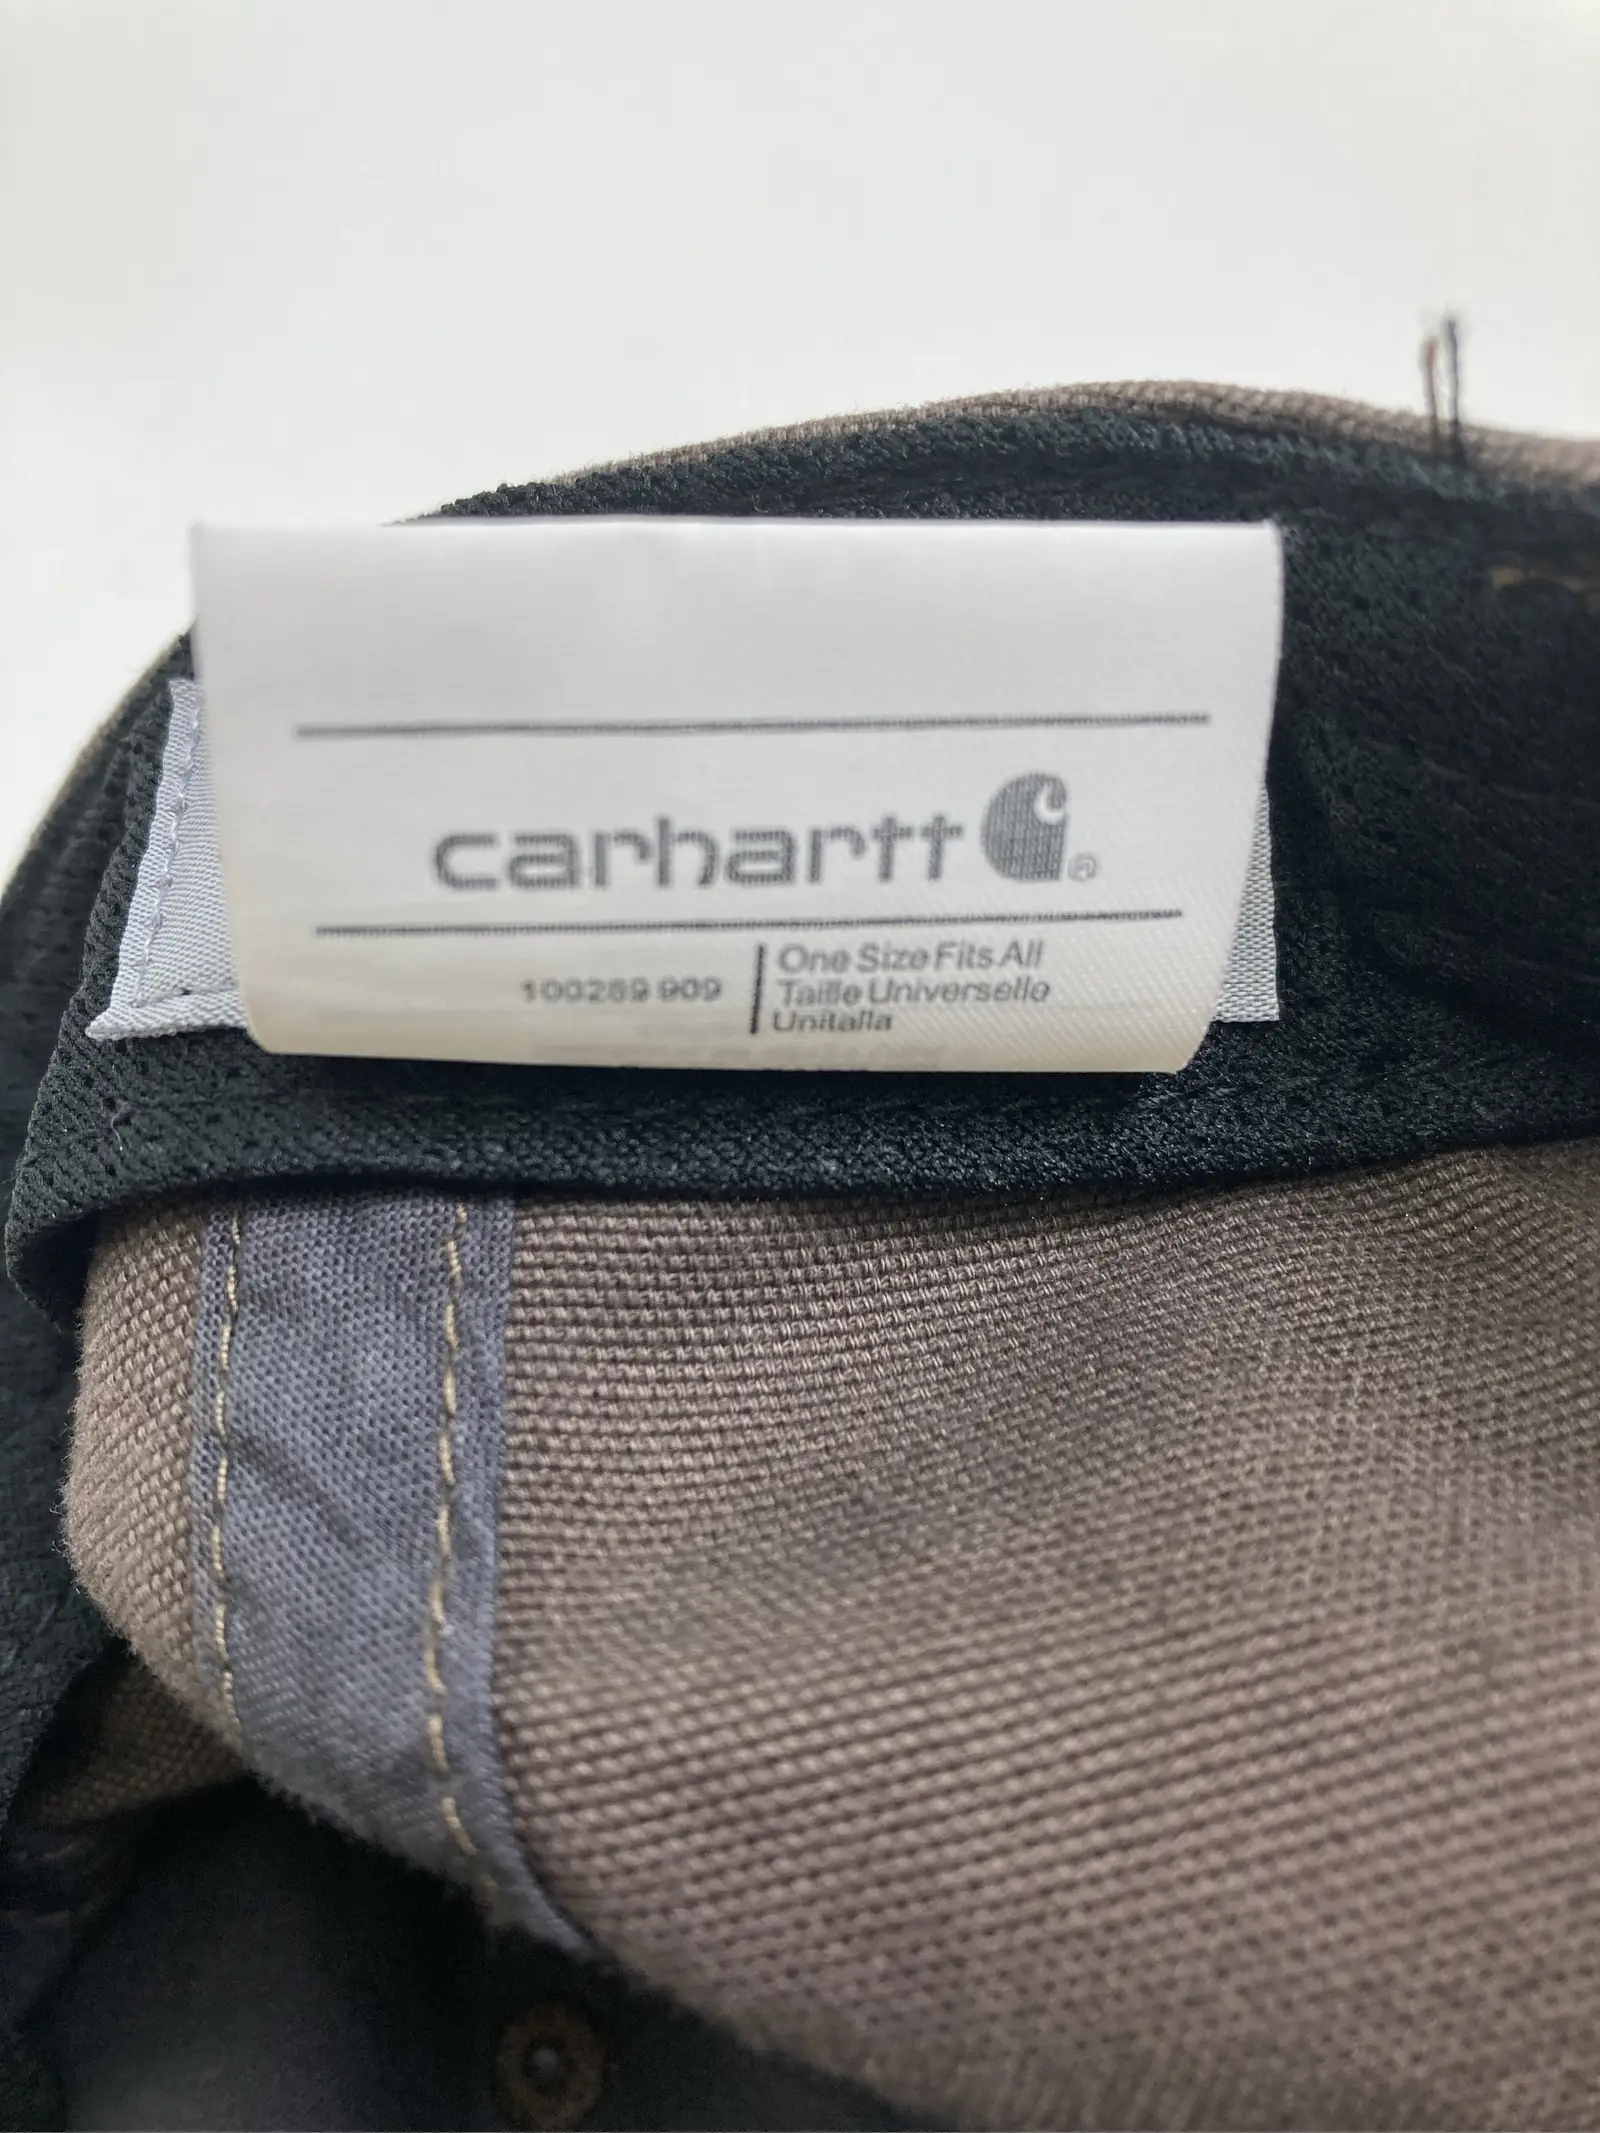 carhartt
100289 909
One Size Fits All
Taille Universelle
Unitalla